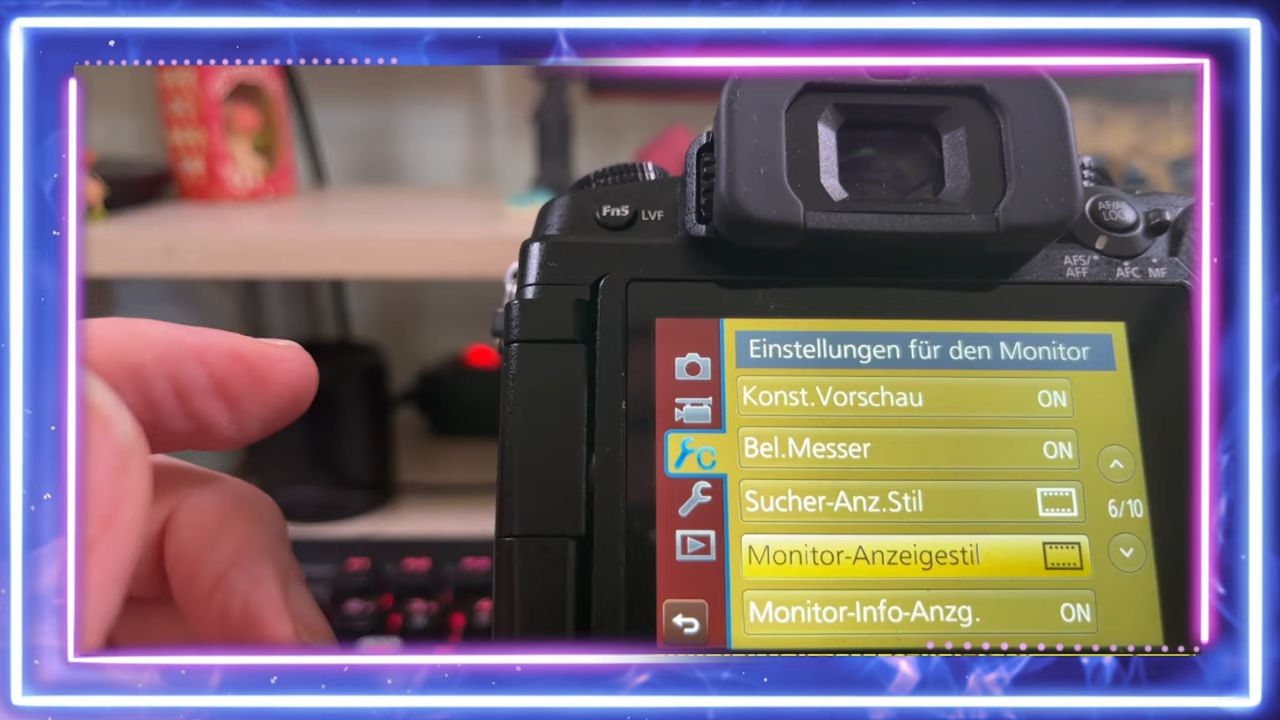 Fn5 LVF
AF/AE
LOC
AFS/
AFF AFC MF
Einstellungen für den Monitor
Konst.Vorschau ON
Bel.Messer ON
Sucher-Anz.Stil
6/10
Monitor-Anzeigestil
Monitor-Info-Anzg. ON